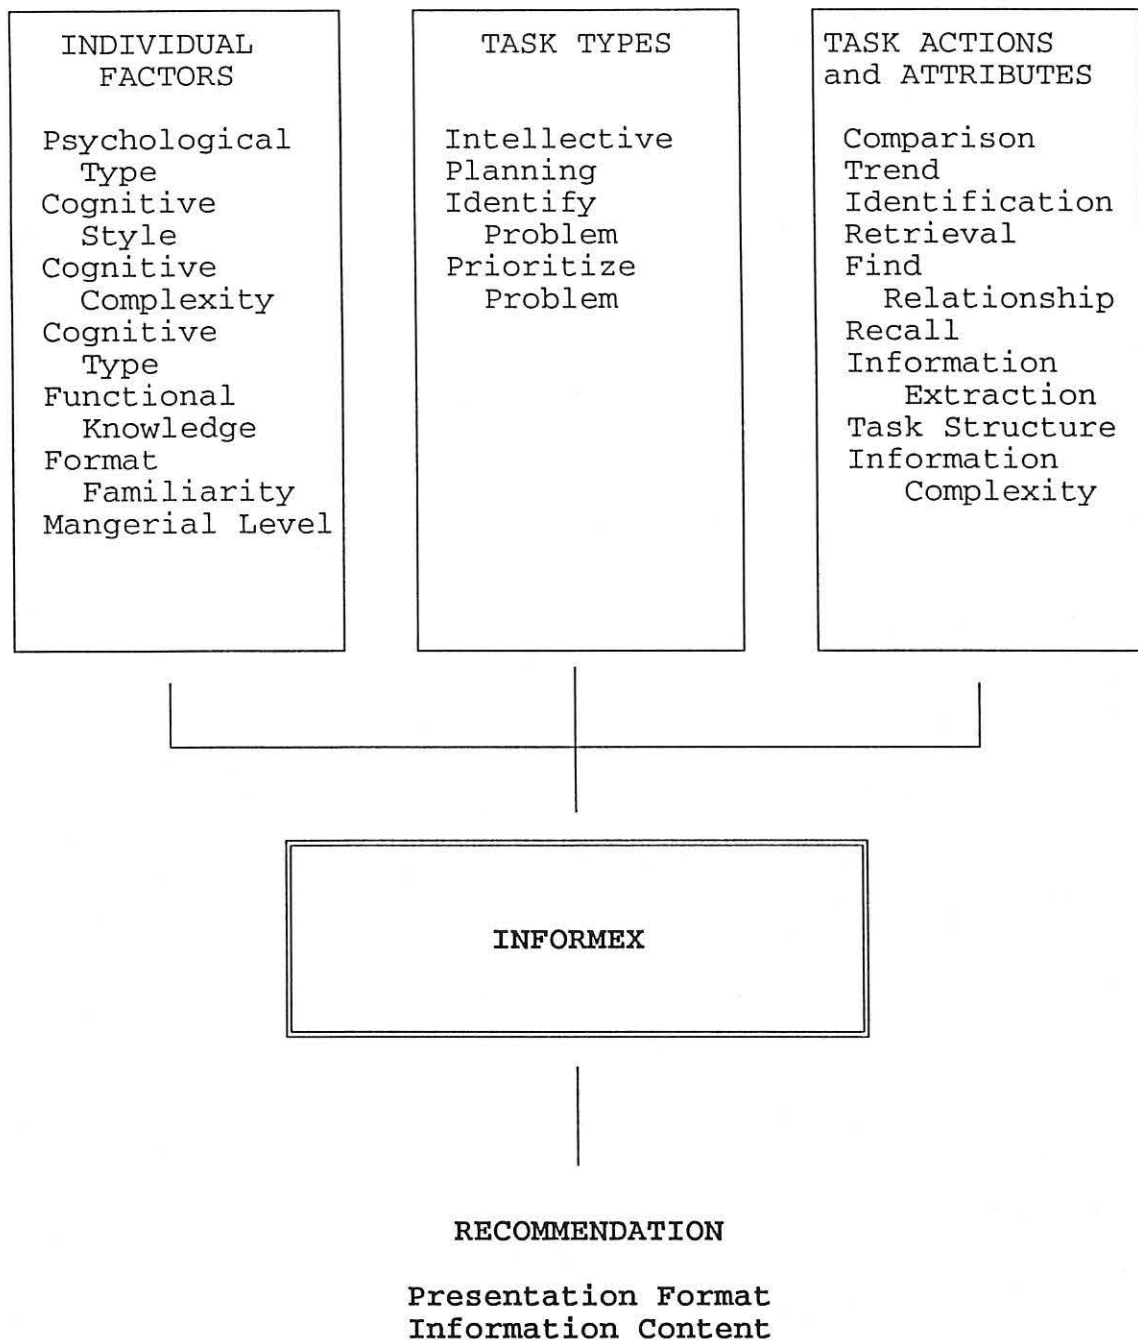 INDIVIDUAL
FACTORS
Psychological
Type
Cognitive
Style
Cognitive
Complexity
Cognitive
Type
Functional
Knowledge
Format
Familiarity
Mangerial Level
TASK TYPES
Intellective
Planning
Identify
Problem
Prioritize
Problem
TASK ACTIONS
and ATTRIBUTES
Comparison
Trend
Identification
Retrieval
Find
Relationship
Recall
Information
Extraction
Task Structure
Information
Complexity
INFORMEX
RECOMMENDATION
Presentation Format
Information Content